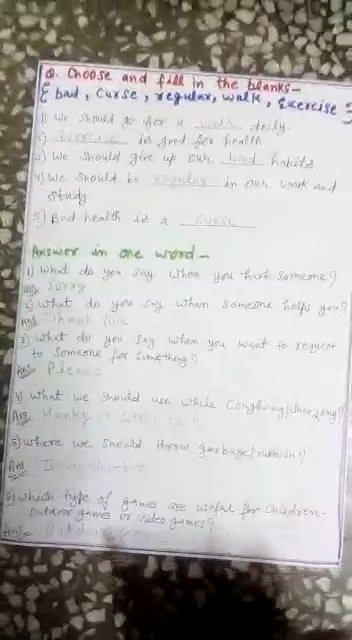 Q. Choose and fill in the blanks-
{ bad, curse, regular, walk, exercise }
1) We should go for a walk daily.
2) Exercise is good for health
3) We should give up our bad habits.
4) We should be regular in our work and
study.
5) Bad health is a curse
Answer in one word-
1) What do you say when you hurt someone?
Ans Sorry
2) What do you say when someone helps you?
Ans Thank You
3) What do you say when you want to request
to someone for something?
Ans Please
4) What we should use while Coughing/sneezing?
Ans Hanky or
5) Where we should throw garbage/rubbish?
Ans In
6) Which type of games are useful for Children-
outdoor games or video games?
Ans- Outdoor